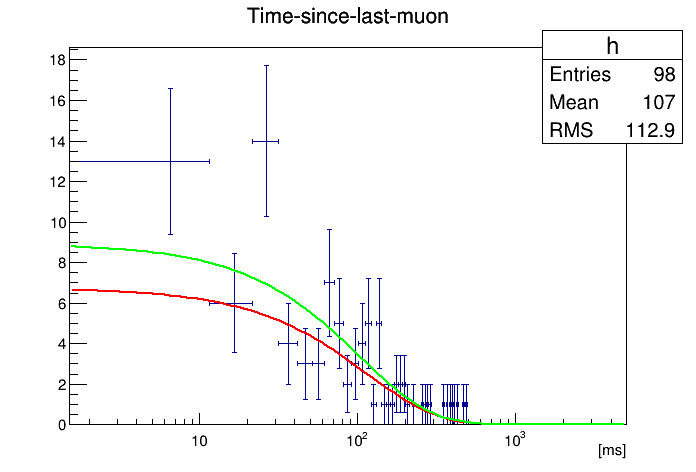 Time-since-last-muon
h
Entries 98
Mean 107
RMS 112.9
18
16
14
12
10
8
6
4
2
0
10 10² 10³
[ms]